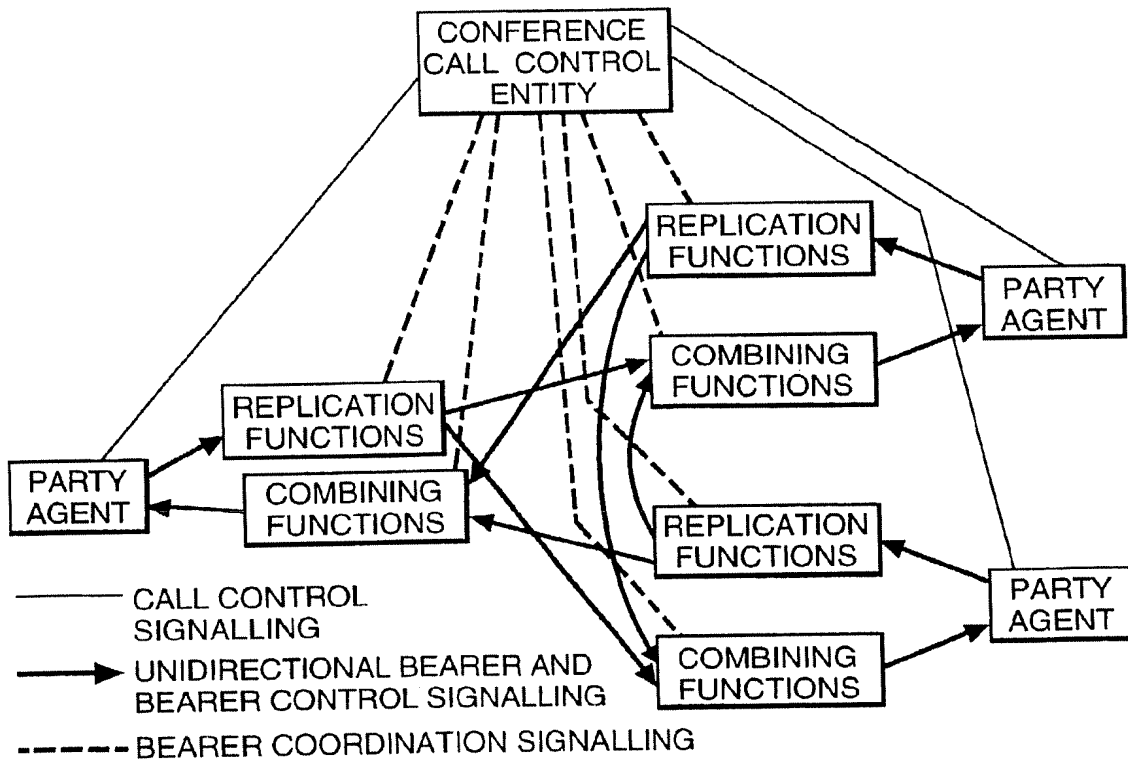 CONFERENCE
CALL CONTROL
ENTITY
REPLICATION
FUNCTIONS
PARTY
AGENT
COMBINING
FUNCTIONS
REPLICATION
FUNCTIONS
PARTY
AGENT
COMBINING
FUNCTIONS
REPLICATION
FUNCTIONS
PARTY
AGENT
COMBINING
FUNCTIONS
CALL CONTROL
SIGNALLING
UNIDIRECTIONAL BEARER AND
BEARER CONTROL SIGNALLING
BEARER COORDINATION SIGNALLING